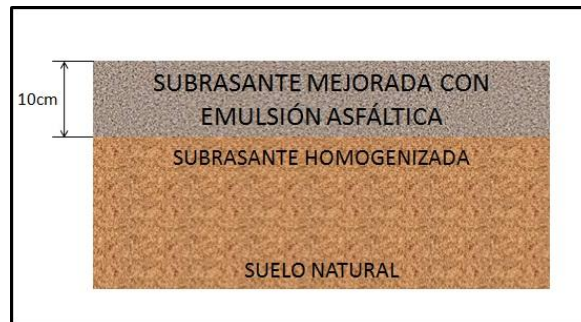 10cm
SUBRASANTE MEJORADA CON
EMULSIÓN ASFÁLTICA
SUBRASANTE HOMOGENIZADA
SUELO NATURAL